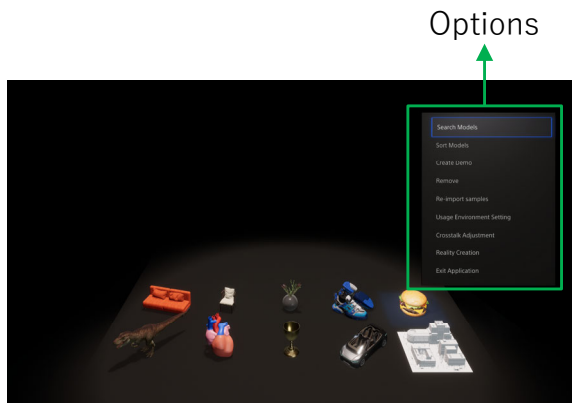 Options
Search Models
Sort Models
Create Demo
Remove
Re-import samples
Usage Environment Setting
Crosstalk Adjustment
Reality Creation
Exit Application